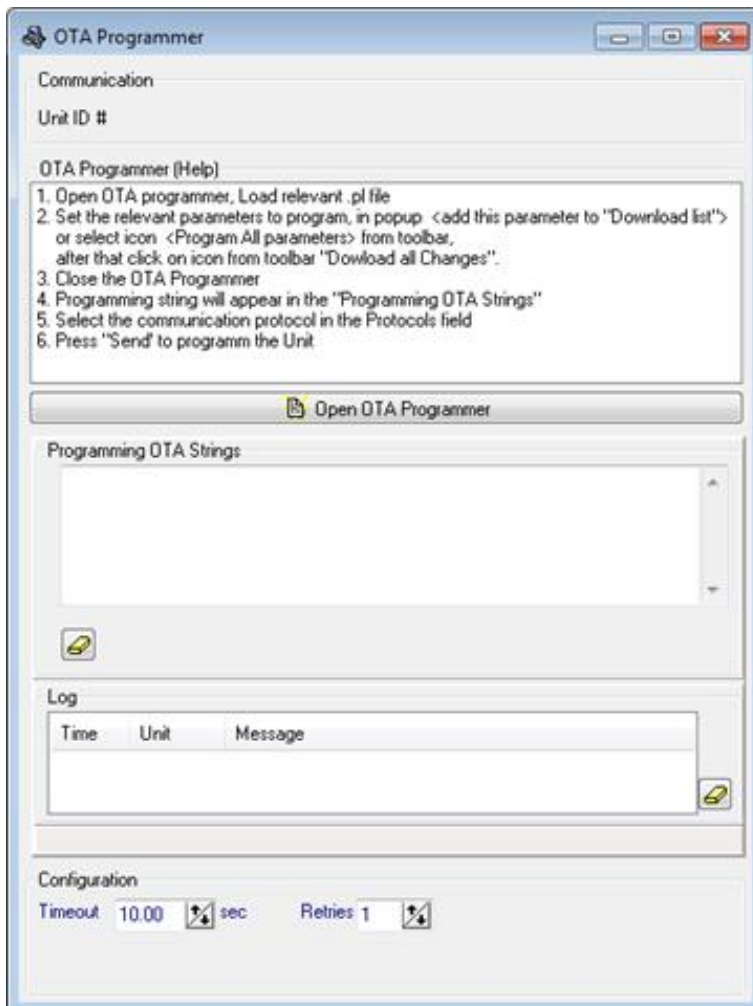 OTA Programmer
Communication
Unit ID #
OTA Programmer (Help)
1. Open OTA programmer, Load relevant .pl file
2. Set the relevant parameters to program, in popup <add this parameter to "Download list">
or select icon <Program All parameters> from toolbar,
after that click on icon from toolbar "Dowload all Changes".
3. Close the OTA Programmer
4. Programming string will appear in the "Programming OTA Strings"
5. Select the communication protocol in the Protocols field
6. Press "Send' to programm the Unit
Open OTA Programmer
Programming OTA Strings
Log
Time Unit Message
Configuration
Timeout 10.00 sec Retries 1